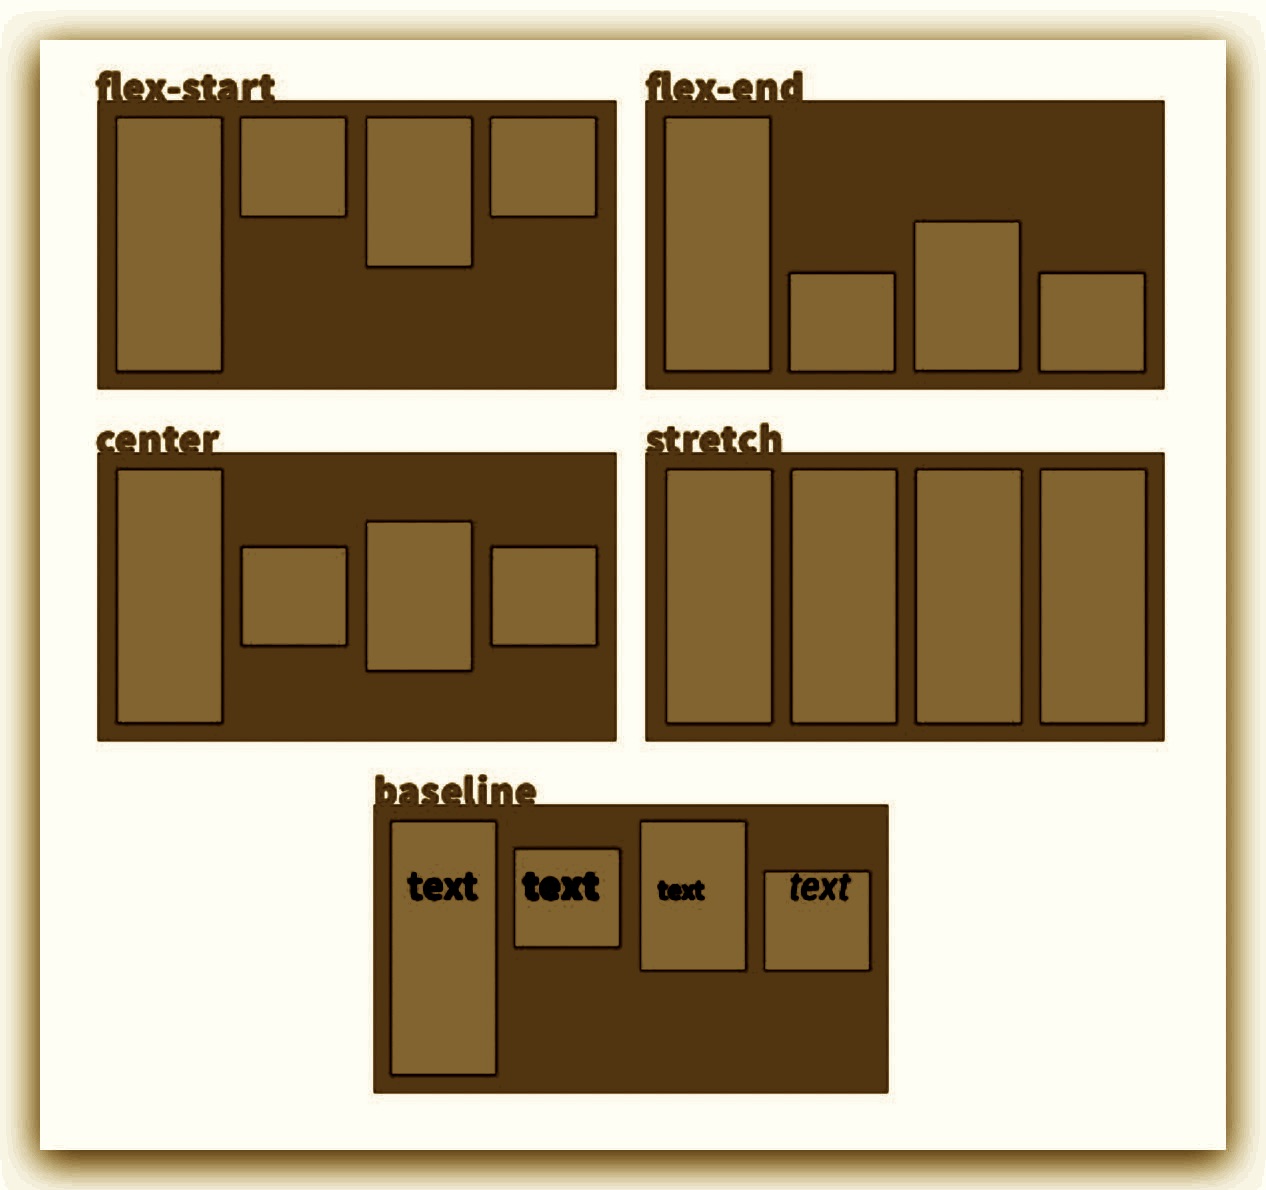 flex-start
flex-end
center
stretch
baseline
text text text text